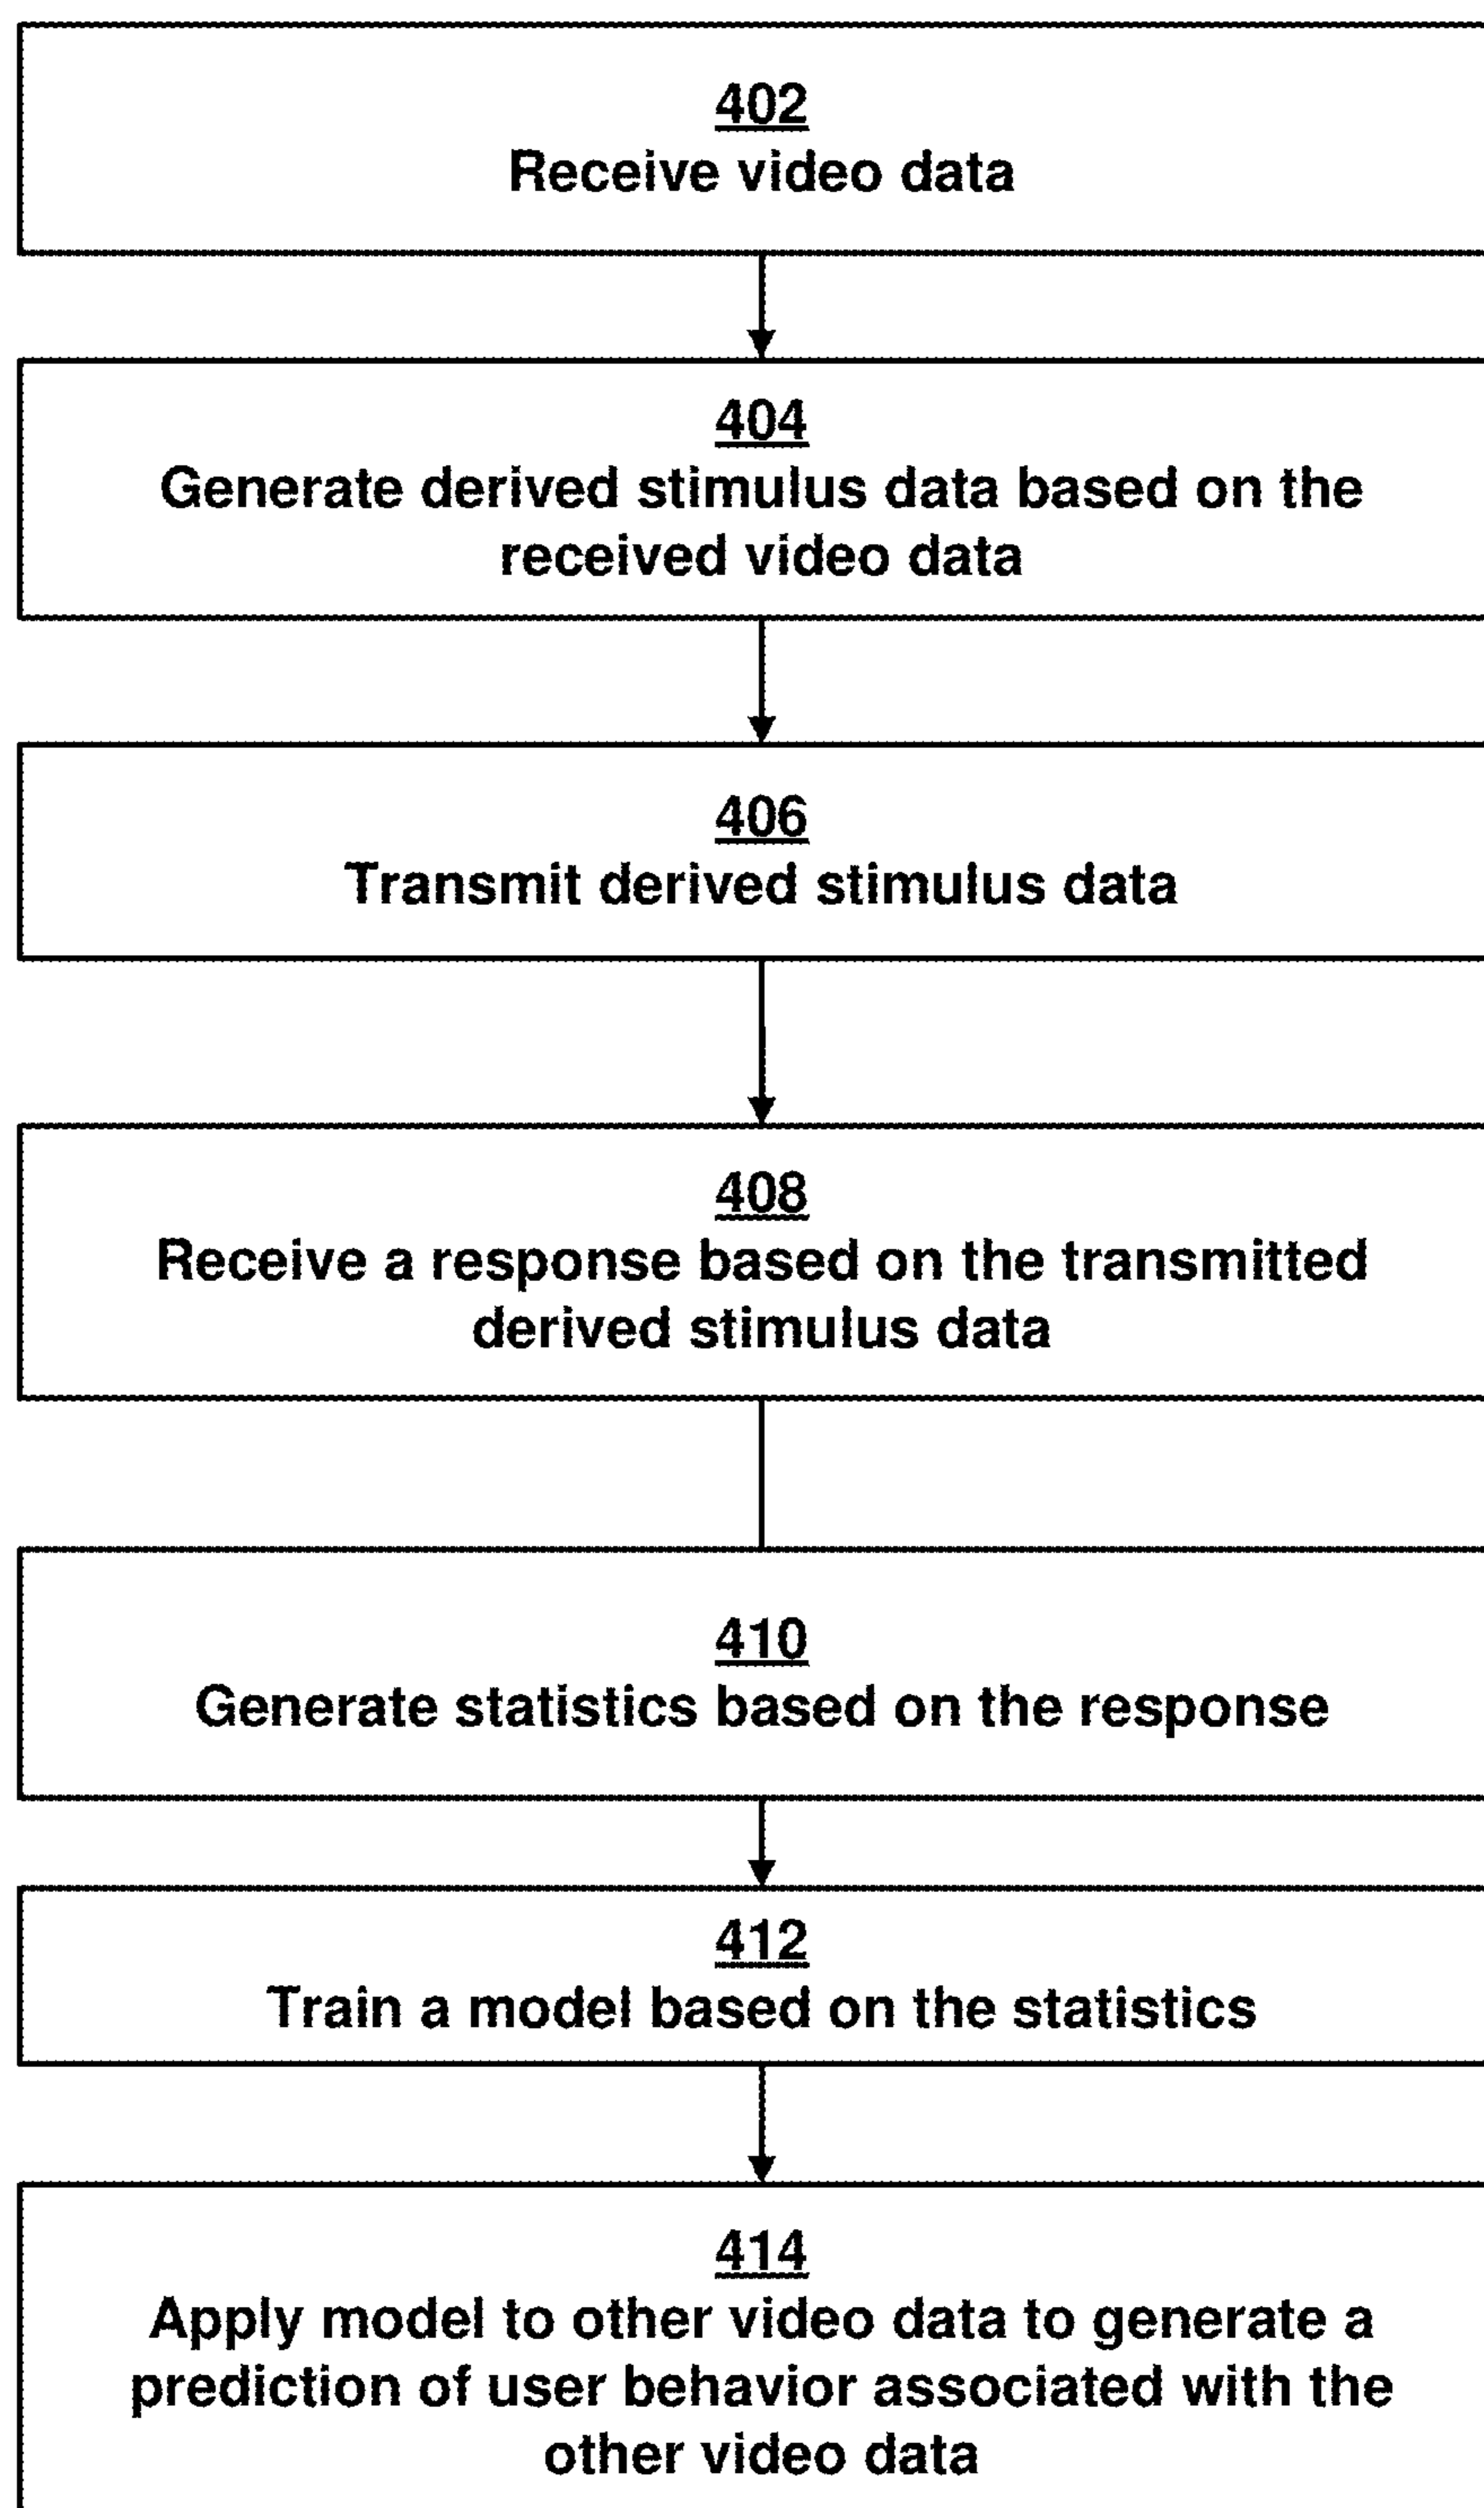 402
Receive video data
404
Generate derived stimulus data based on the
received video data
406
Transmit derived stimulus data
408
Receive a response based on the transmitted
derived stimulus data
410
Generate statistics based on the response
412
Train a model based on the statistics
414
Apply model to other video data to generate a
prediction of user behavior associated with the
other video data